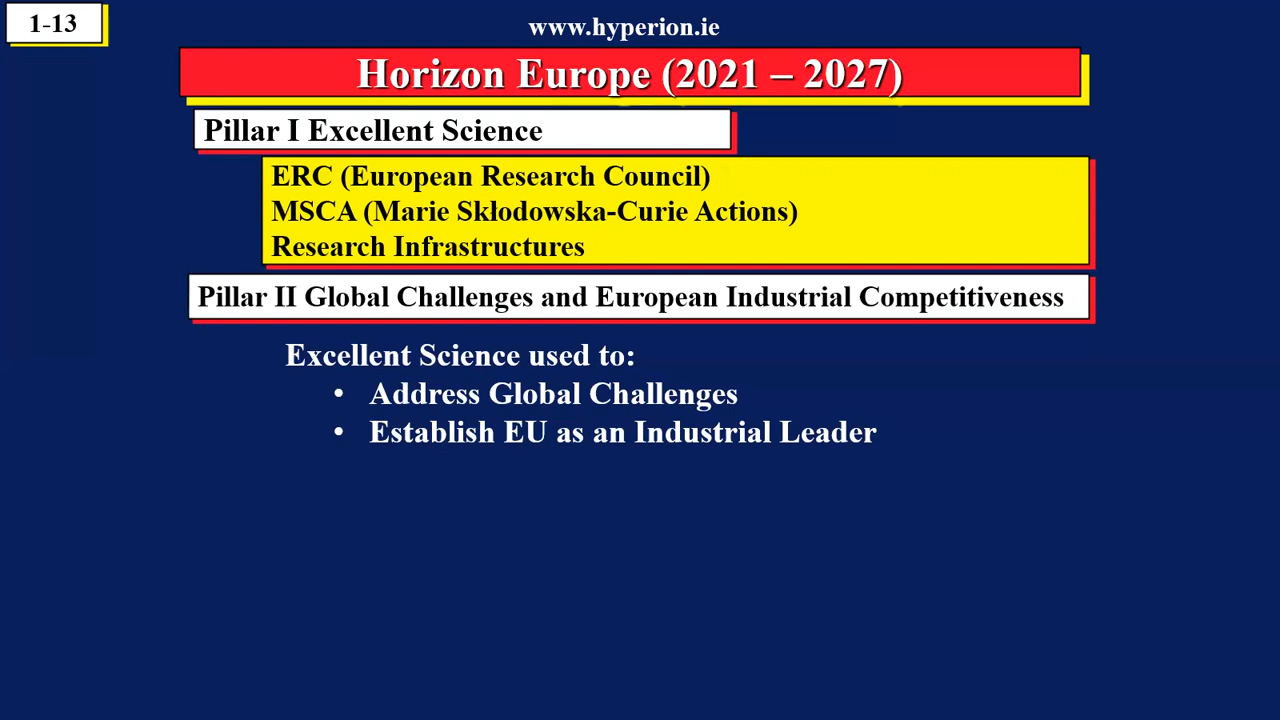 1-13
www.hyperion.ie
Horizon Europe (2021 – 2027)
Pillar I Excellent Science
ERC (European Research Council)
MSCA (Marie Skłodowska-Curie Actions)
Research Infrastructures
Pillar II Global Challenges and European Industrial Competitiveness
Excellent Science used to:
• Address Global Challenges
• Establish EU as an Industrial Leader